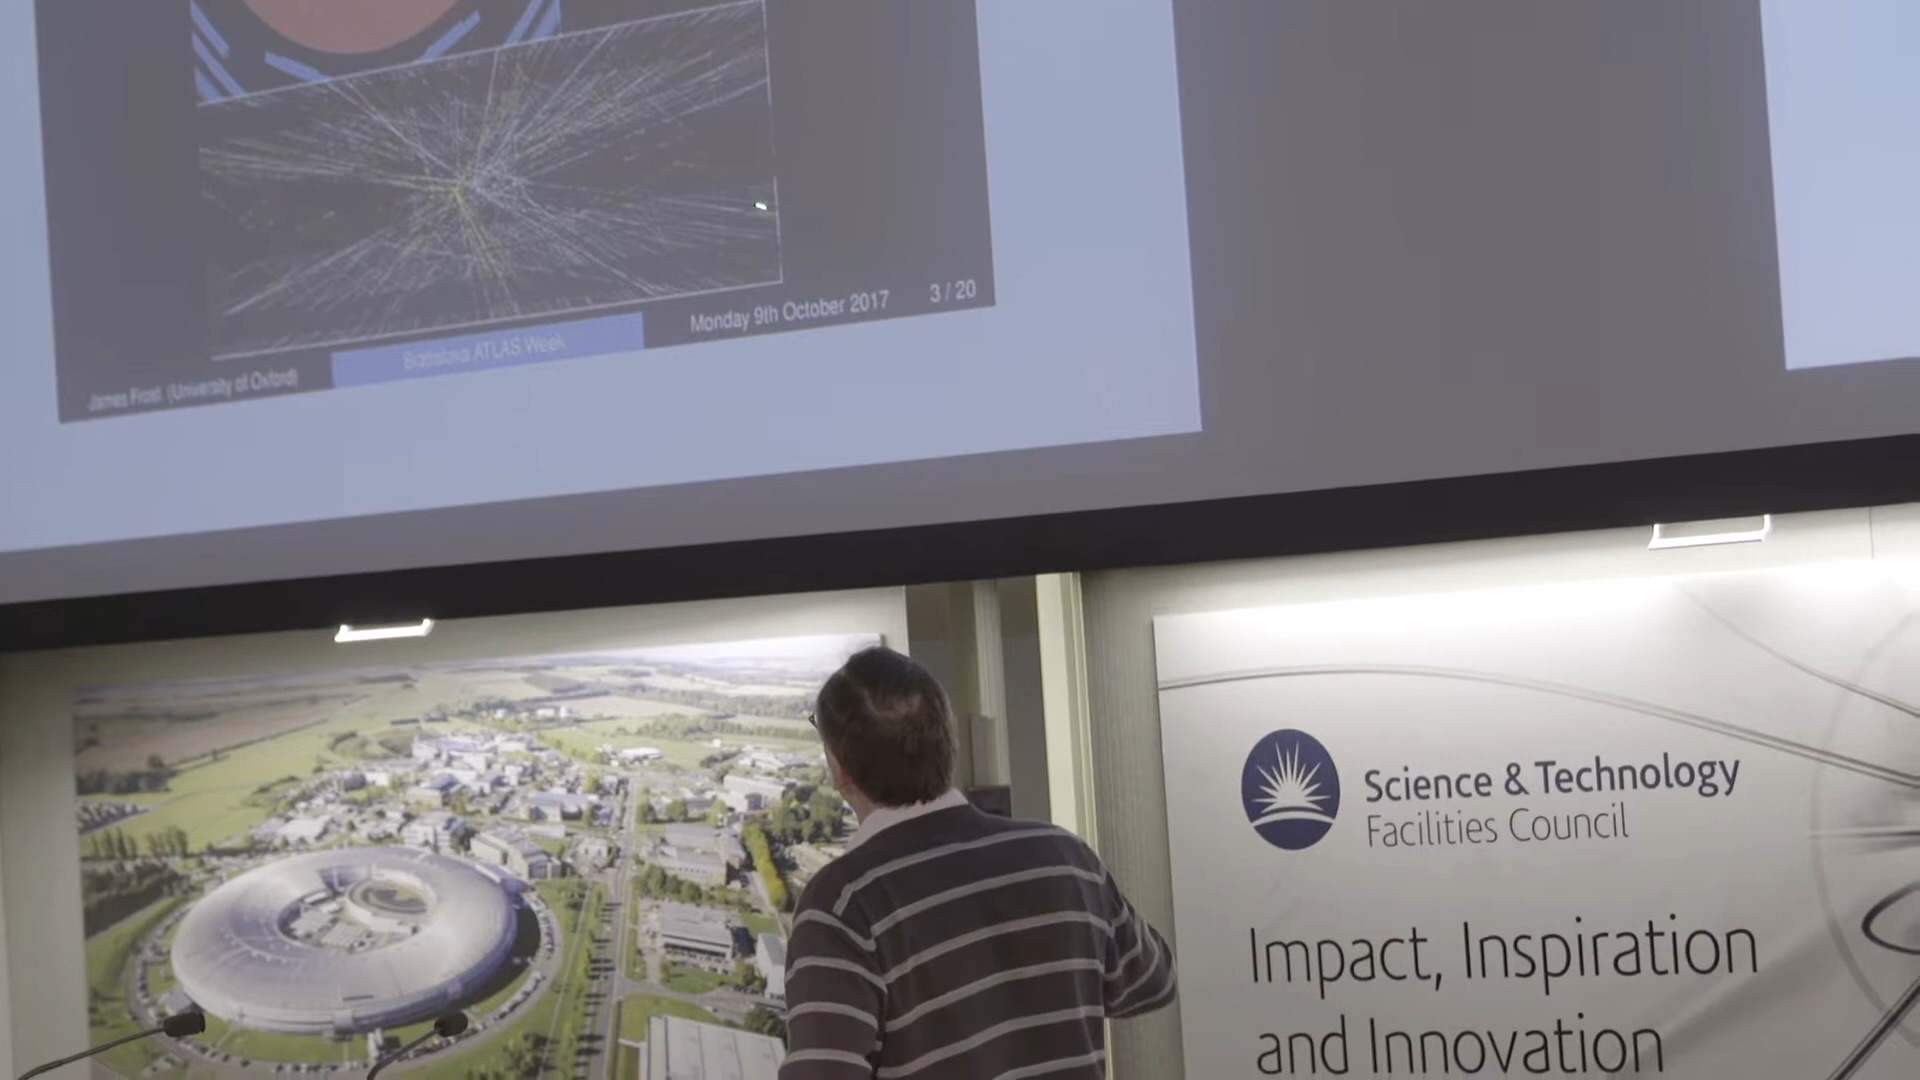 Monday 9th October 2017 3 / 20
Bratislava ATLAS Week
James Frost (University of Oxford)
Science & Technology
Facilities Council
Impact, Inspiration
and Innovation